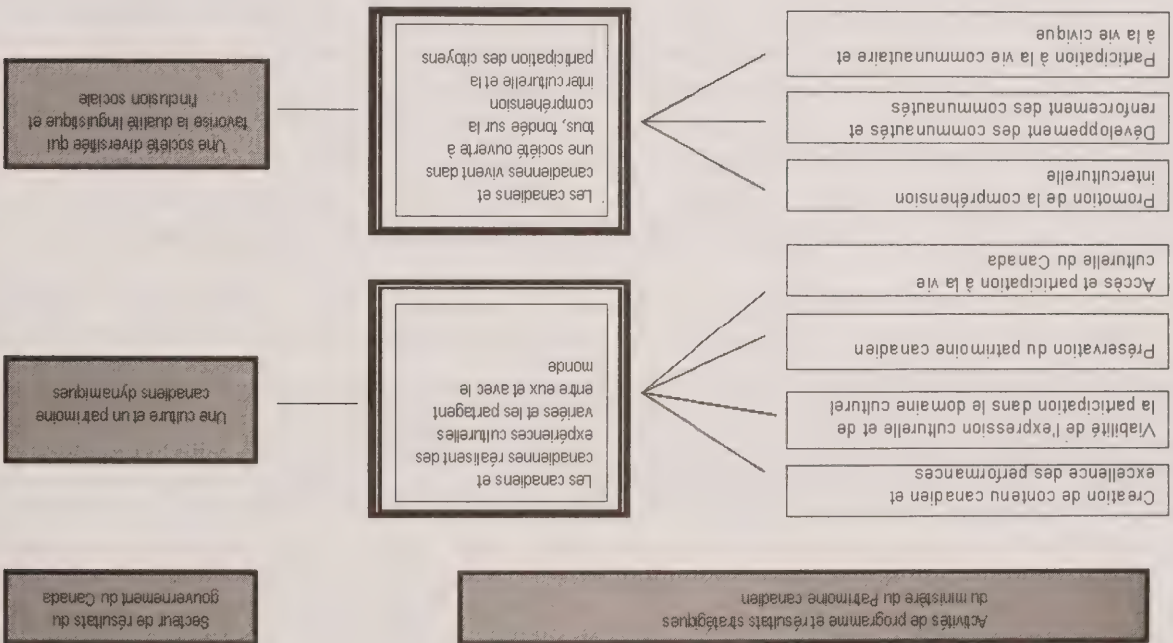 Activités de programme et résultats stratégiques
du ministère du Patrimoine canadien
Secteur de résultats du
gouvernement du Canada
Creation de contenu canadien et
excellence des performances
Viabilité de l'expression culturelle et de
la participation dans le domaine culturel
Préservation du patrimoine canadien
Accès et participation à la vie
culturelle du Canada
Les canadiens et
canadiennes réalisent des
expériences culturelles
variées et les partagent
entre eux et avec le
monde
Une culture et un patrimoine
canadiens dynamiques
Promotion de la compréhension
interculturelle
Développement des communautés et
renforcement des communautés
Participation à la vie communautaire et
à la vie civique
Les canadiens et
canadiennes vivent dans
une société ouverte à
tous, fondée sur la
compréhension
interculturelle et la
participation des citoyens
Une société diversifiée qui
favorise la dualité linguistique et
l'inclusion sociale